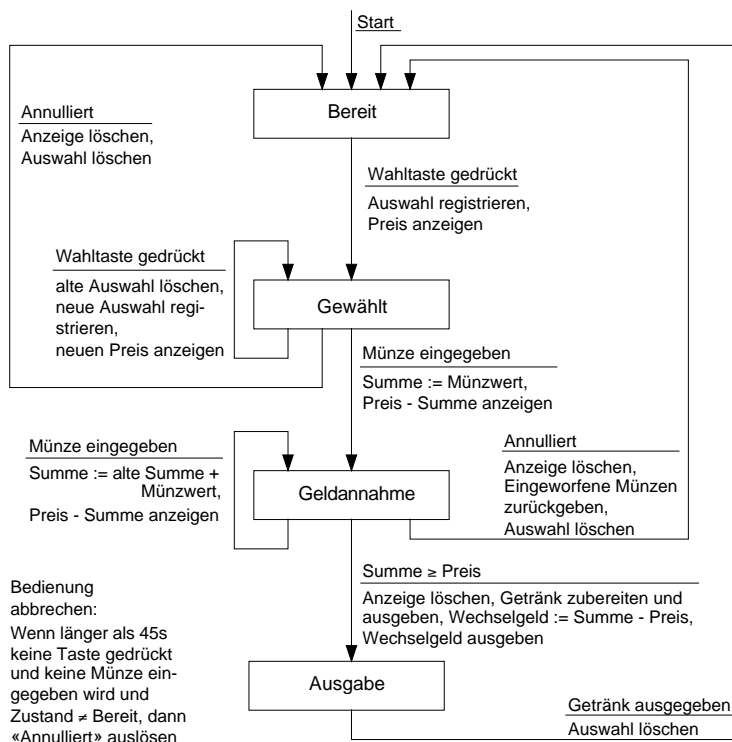 Start
Bereit
Annulliert
Anzeige löschen,
Auswahl löschen
Wahltaste gedrückt
Auswahl registrieren,
Preis anzeigen
Wahltaste gedrückt
alte Auswahl löschen,
neue Auswahl regi-
strieren,
neuen Preis anzeigen
Gewählt
Münze eingegeben
Summe := Münzwert,
Preis - Summe anzeigen
Münze eingegeben
Summe := alte Summe +
Münzwert,
Preis - Summe anzeigen
Geldannahme
Annulliert
Anzeige löschen,
Eingeworfene Münzen
zurückgeben,
Auswahl löschen
Summe ≥ Preis
Anzeige löschen, Getränk zubereiten und
ausgeben, Wechselgeld := Summe - Preis,
Wechselgeld ausgeben
Bedienung
abbrechen:
Wenn länger als 45s
keine Taste gedrückt
und keine Münze ein-
gegeben wird und
Zustand ≠ Bereit, dann
«Annulliert» auslösen
Ausgabe
Getränk ausgegeben
Auswahl löschen